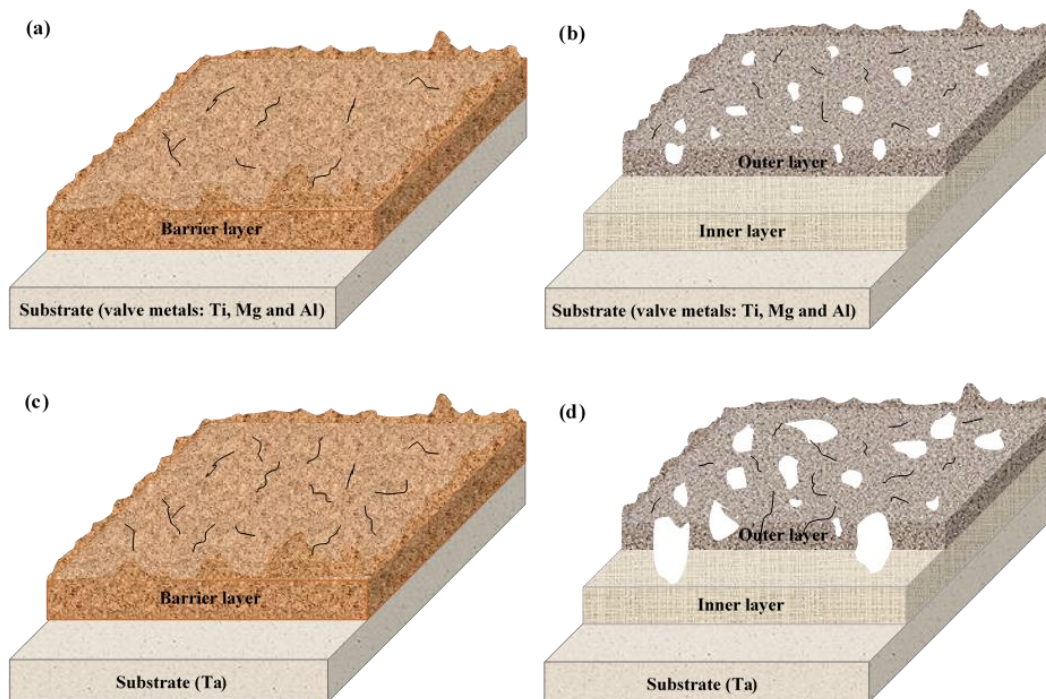 (a)
Barrier layer
Substrate (valve metals: Ti, Mg and Al)
(b)
Outer layer
Inner layer
Substrate (valve metals: Ti, Mg and Al)
(c)
Barrier layer
Substrate (Ta)
(d)
Outer layer
Inner layer
Substrate (Ta)